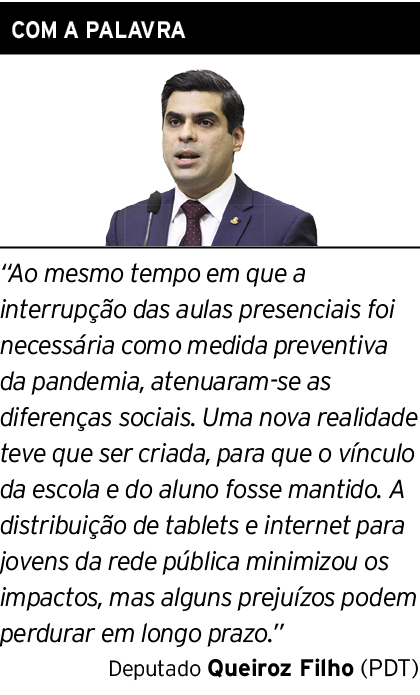 COM A PALAVRA
“Ao mesmo tempo em que a
interrupção das aulas presenciais foi
necessária como medida preventiva
da pandemia, atenuaram-se as
diferenças sociais. Uma nova realidade
teve que ser criada, para que o vínculo
da escola e do aluno fosse mantido. A
distribuição de tablets e internet para
jovens da rede pública minimizou os
impactos, mas alguns prejuízos podem
perdurar em longo prazo.”
Deputado Queiroz Filho (PDT)